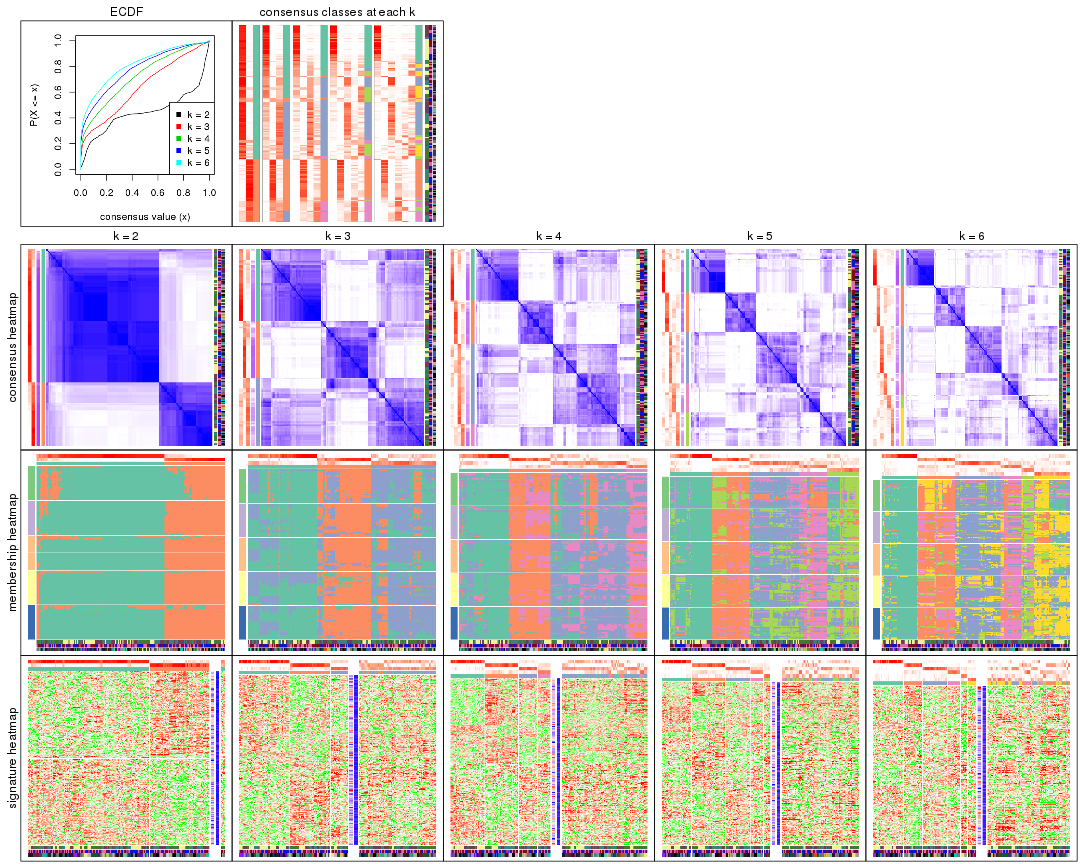 ECDF
consensus classes at each k
P(X <= x)
0.0 0.2 0.4 0.6 0.8 1.0
k = 2
k = 3
k = 4
k = 5
k = 6
0.0 0.2 0.4 0.6 0.8 1.0
consensus value (x)
k = 2
k = 3
k = 4
k = 5
k = 6
consensus heatmap
membership heatmap
signature heatmap